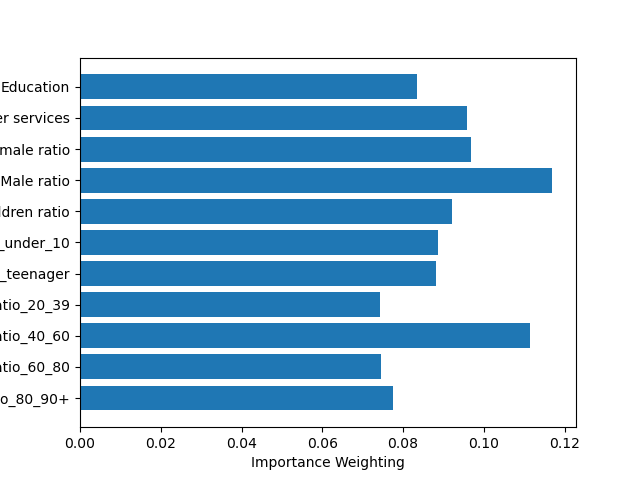 Education
er services
male ratio
Male ratio
ldren ratio
_under_10
_teenager
atio_20_39
atio_40_60
atio_60_80
o_80_90+
0.00 0.02 0.04 0.06 0.08 0.10 0.12
Importance Weighting